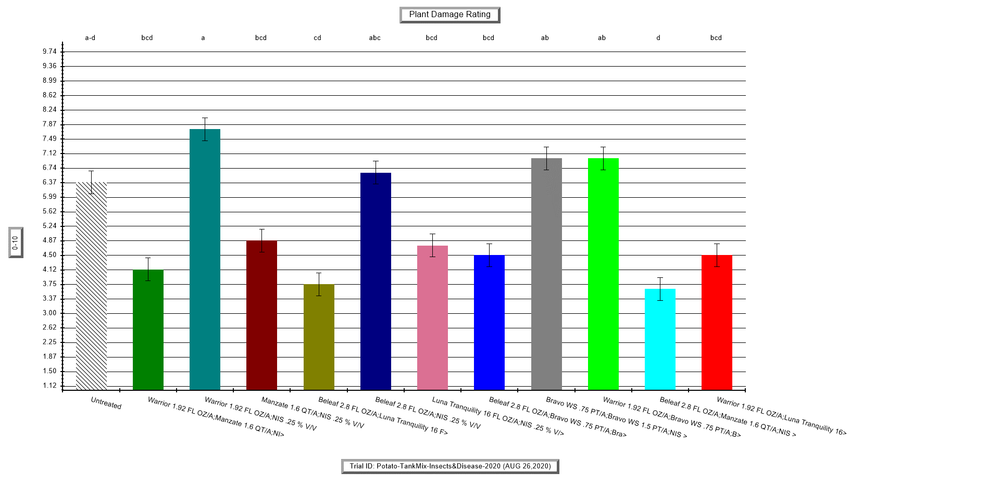 Plant Damage Rating
a-d bcd a bcd cd abc bcd bcd ab ab d bcd
9.74
9.36
8.99
8.62
8.24
7.87
7.49
7.12
6.74
6.37
5.99
5.62
5.24
4.87
4.50
4.12
3.75
3.37
3.00
2.62
2.25
1.87
1.50
1.12
0-10
Untreated
Warrior 1.92 FL OZ/A;Manzate 1.6 QT/A;NI>
Warrior 1.92 FL OZ/A;NIS .25 % V/V
Manzate 1.6 QT/A;NIS .25 % V/V
Beleaf 2.8 FL OZ/A;Luna Tranquility 16 F>
Beleaf 2.8 FL OZ/A;NIS .25 % V/V
Luna Tranquility 16 FL OZ/A;NIS .25 % V/>
Beleaf 2.8 FL OZ/A;Bravo WS .75 PT/A;Bra>
Bravo WS .75 PT/A;Bravo WS 1.5 PT/A;NIS >
Warrior 1.92 FL OZ/A;Bravo WS .75 PT/A;B>
Beleaf 2.8 FL OZ/A;Manzate 1.6 QT/A;NIS >
Warrior 1.92 FL OZ/A;Luna Tranquility 16>
Trial ID: Potato-TankMix-Insects&Disease-2020 (AUG 26,2020)